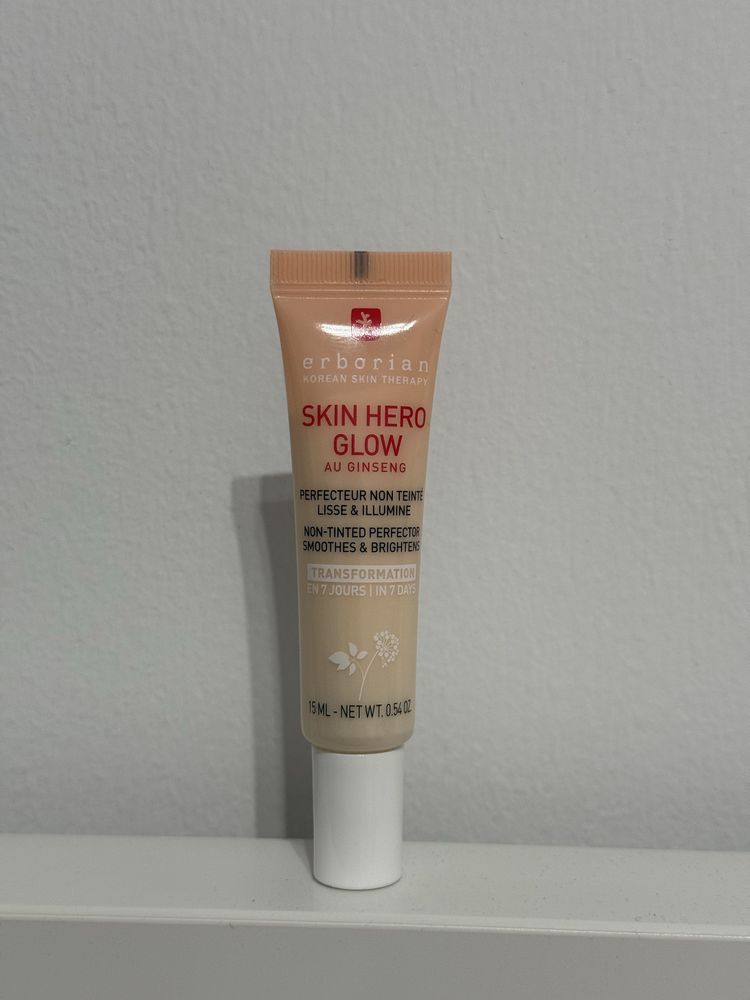 erborian
KOREAN SKIN THERAPY
SKIN HERO
GLOW
AU GINSENG
PERFECTEUR NON TEINTÉ
LISSE & ILLUMINE
NON-TINTED PERFECTOR
SMOOTHES & BRIGHTENS
TRANSFORMATION
EN 7 JOURS | IN 7 DAYS
15 ML - NET WT. 0.54 OZ.